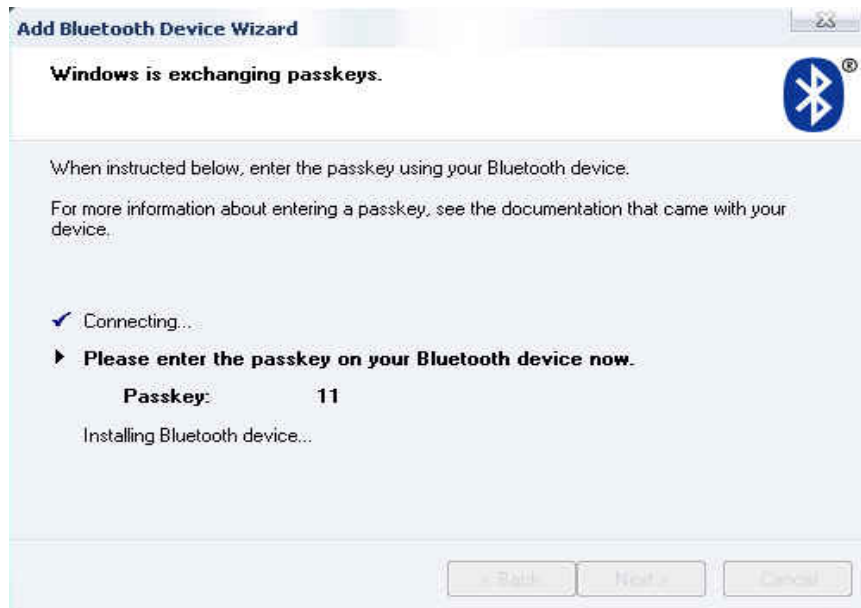 Add Bluetooth Device Wizard
Windows is exchanging passkeys.
®
When instructed below, enter the passkey using your Bluetooth device.
For more information about entering a passkey, see the documentation that came with your
device.
Connecting...
Please enter the passkey on your Bluetooth device now.
Passkey: 11
Installing Bluetooth device...
< Back Next > Cancel